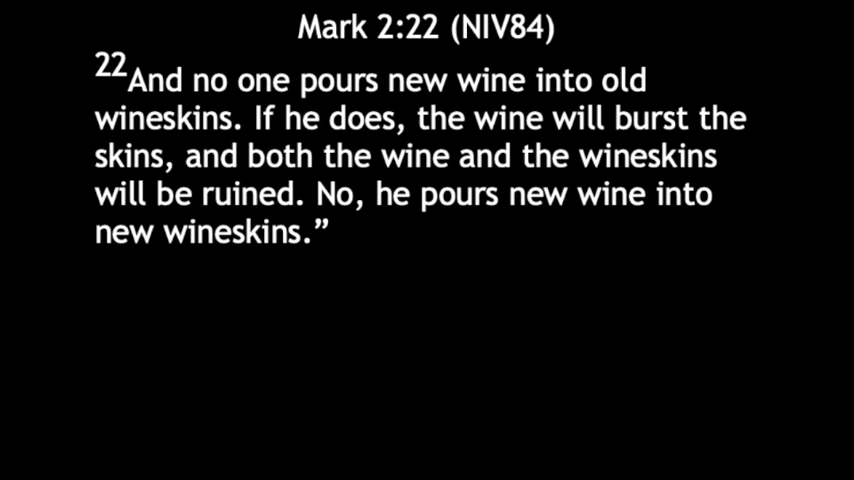 Mark 2:22 (NIV84)
22And no one pours new wine into old
wineskins. If he does, the wine will burst the
skins, and both the wine and the wineskins
will be ruined. No, he pours new wine into
new wineskins.”